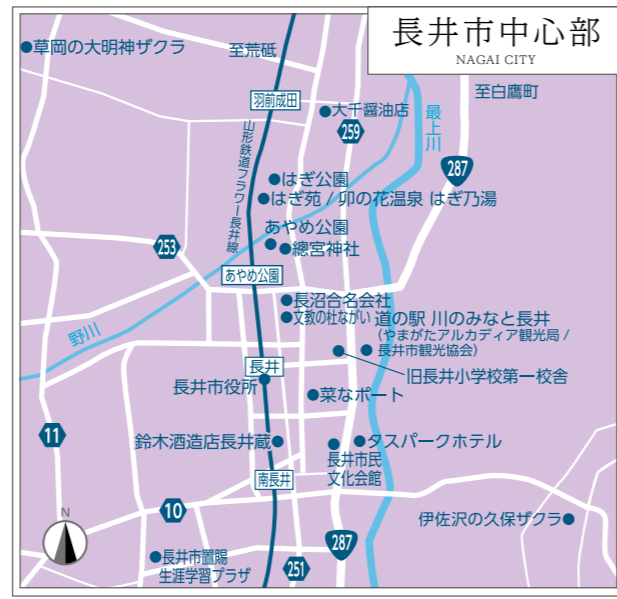 長井市中心部
NAGAI CITY
草岡の大明神ザクラ
至荒砥
至白鷹町
羽前成田
大千醤油店
最上川
259
287
山形鉄道フラワー長井線
はぎ公園
はぎ苑 / 卯の花温泉 はぎ乃湯
あやめ公園
總宮神社
253
あやめ公園
長沼合名会社
文教の杜ながい
道の駅 川のみなと長井
(やまがたアルカディア観光局 /
長井市観光協会)
野川
長井
旧長井小学校第一校舎
長井市役所
菜なポート
11
鈴木酒造店長井蔵
タスパークホテル
長井市民
文化会館
南長井
10
伊佐沢の久保ザクラ
N
287
長井市置賜
生涯学習プラザ
251